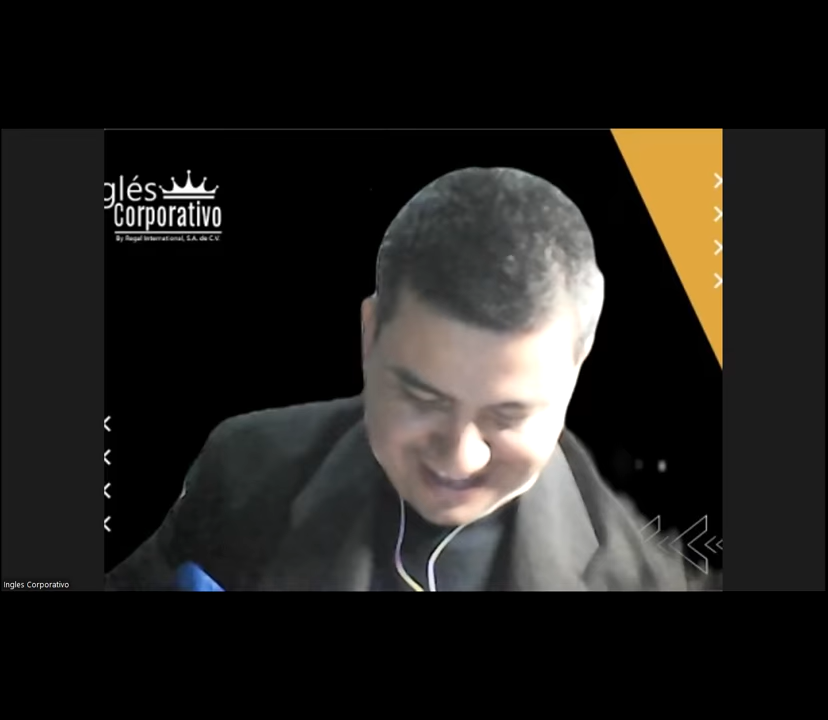 glés
Corporativo
By Regal International, S.A. de C.V.
Ingles Corporativo